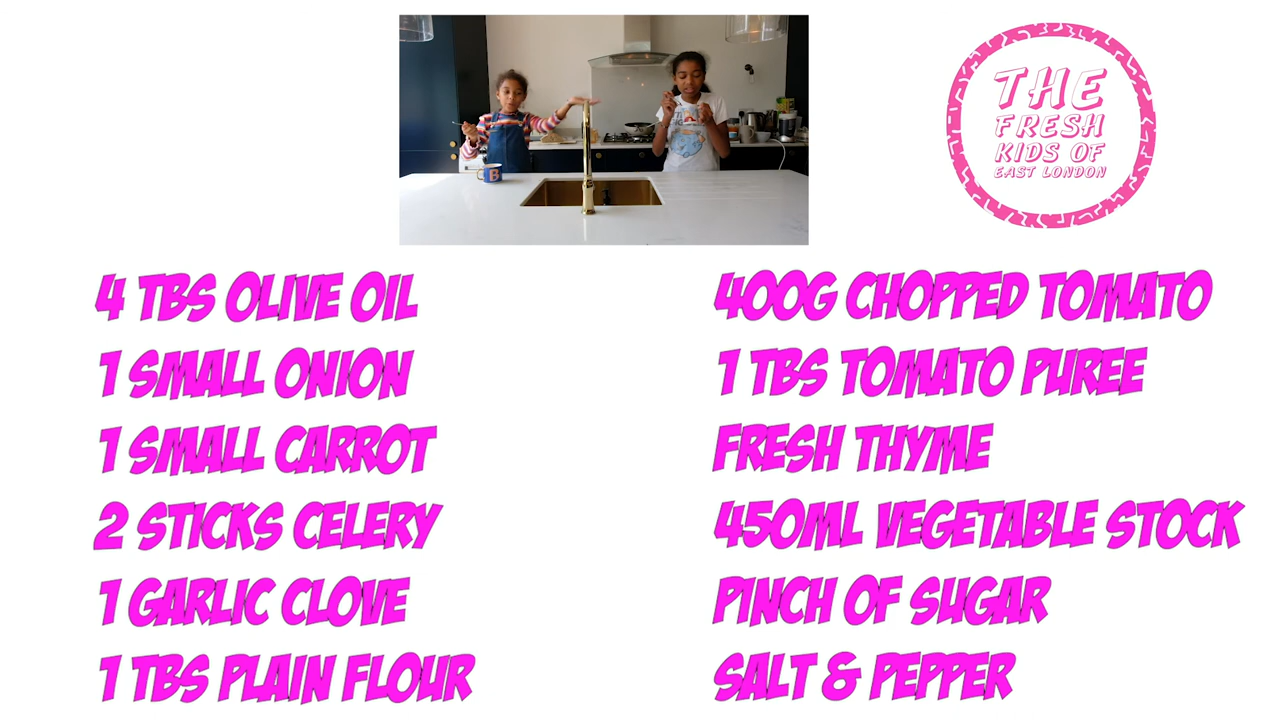 THE
FRESH
KIDS OF
EAST LONDON
B
4 TBS OLIVE OIL
1 SMALL ONION
1 SMALL CARROT
2 STICKS CELERY
1 GARLIC CLOVE
1 TBS PLAIN FLOUR
400G CHOPPED TOMATO
1 TBS TOMATO PUREE
FRESH THYME
450ML VEGETABLE STOCK
PINCH OF SUGAR
SALT & PEPPER